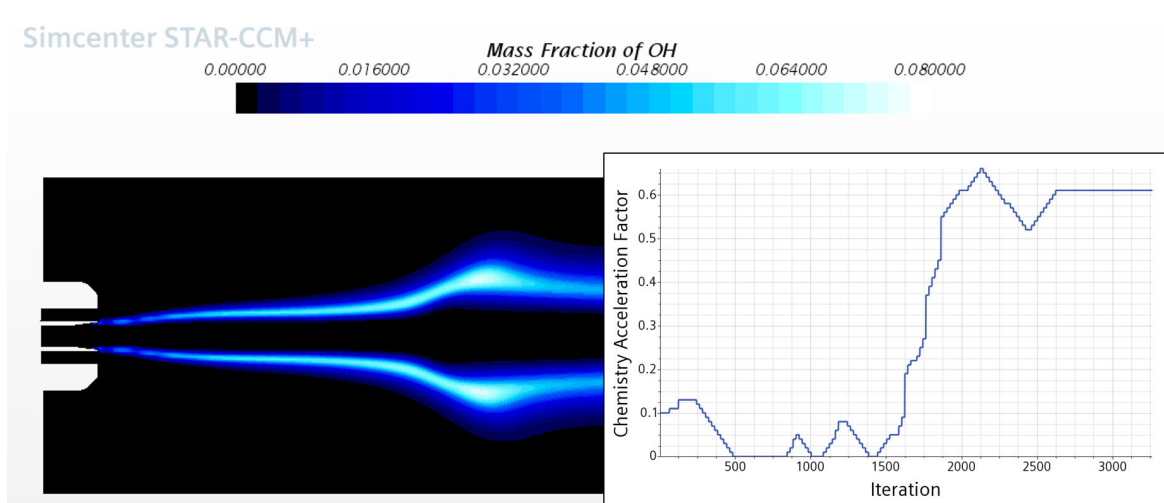 Simcenter STAR-CCM+
Mass Fraction of OH
0.00000 0.016000 0.032000 0.048000 0.064000 0.080000
Chemistry Acceleration Factor
0.6
0.5
0.4
0.3
0.2
0.1
0
500 1000 1500 2000 2500 3000
Iteration